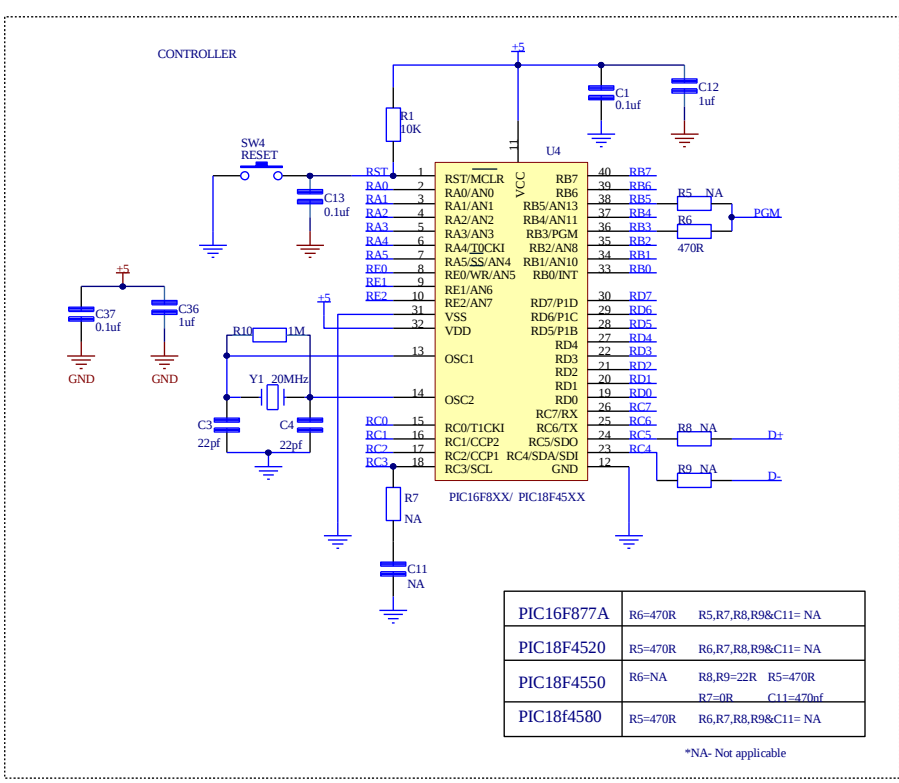 CONTROLLER
+5
C1
0.1uf
C12
1uf
R1
10K
SW4
RESET
C13
0.1uf
U4
11
VCC
RST 1 RST/MCLR
RA0 2 RA0/AN0
RA1 3 RA1/AN1
RA2 4 RA2/AN2
RA3 5 RA3/AN3
RA4 6 RA4/T0CKI
RA5 7 RA5/SS/AN4
RE0 8 RE0/WR/AN5
RE1 9 RE1/AN6
RE2 10 RE2/AN7
31 VSS
+5 32 VDD
13 OSC1
14 OSC2
RC0 15 RC0/T1CKI
RC1 16 RC1/CCP2
RC2 17 RC2/CCP1
RC3 18 RC3/SCL
RB7 40 RB7
RB6 39 RB6
RB5/AN13 38 RB5
RB4/AN11 37 RB4
RB3/PGM 36 RB3
RB2/AN8 35 RB2
RB1/AN10 34 RB1
RB0/INT 33 RB0
RD7/P1D 30 RD7
RD6/P1C 29 RD6
RD5/P1B 28 RD5
RD4 27 RD4
RD3 22 RD3
RD2 21 RD2
RD1 20 RD1
RD0 19 RD0
RC7/RX 26 RC7
RC6/TX 25 RC6
RC5/SDO 24 RC5
RC4/SDA/SDI 23 RC4
GND 12
R5 NA
PGM
R6
470R
R8 NA D+
R9 NA D-
+5
C37
0.1uf
C36
1uf
GND GND
R10 1M
Y1 20MHz
C3
22pf
C4
22pf
PIC16F8XX/ PIC18F45XX
R7
NA
C11
NA
PIC16F877A R6=470R R5,R7,R8,R9&C11= NA
PIC18F4520 R5=470R R6,R7,R8,R9&C11= NA
PIC18F4550 R6=NA R8,R9=22R R5=470R
R7=0R C11=470nf
PIC18f4580 R5=470R R6,R7,R8,R9&C11= NA
*NA- Not applicable